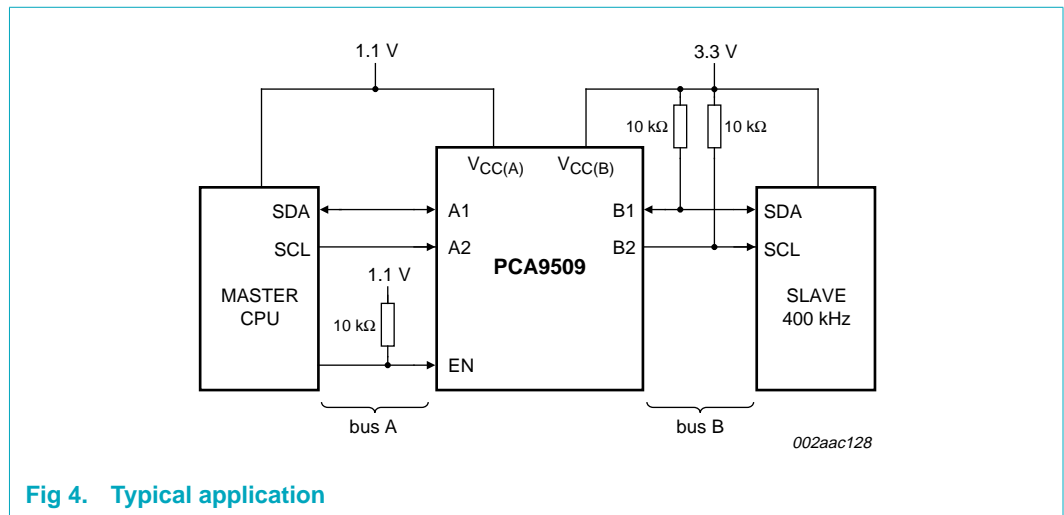 1.1 V
3.3 V
10 kΩ
10 kΩ
VCC(A)
VCC(B)
SDA
A1
B1
SDA
SCL
A2
B2
SCL
PCA9509
1.1 V
MASTER
CPU
SLAVE
400 kHz
10 kΩ
EN
bus A
bus B
002aac128
Fig 4. Typical application